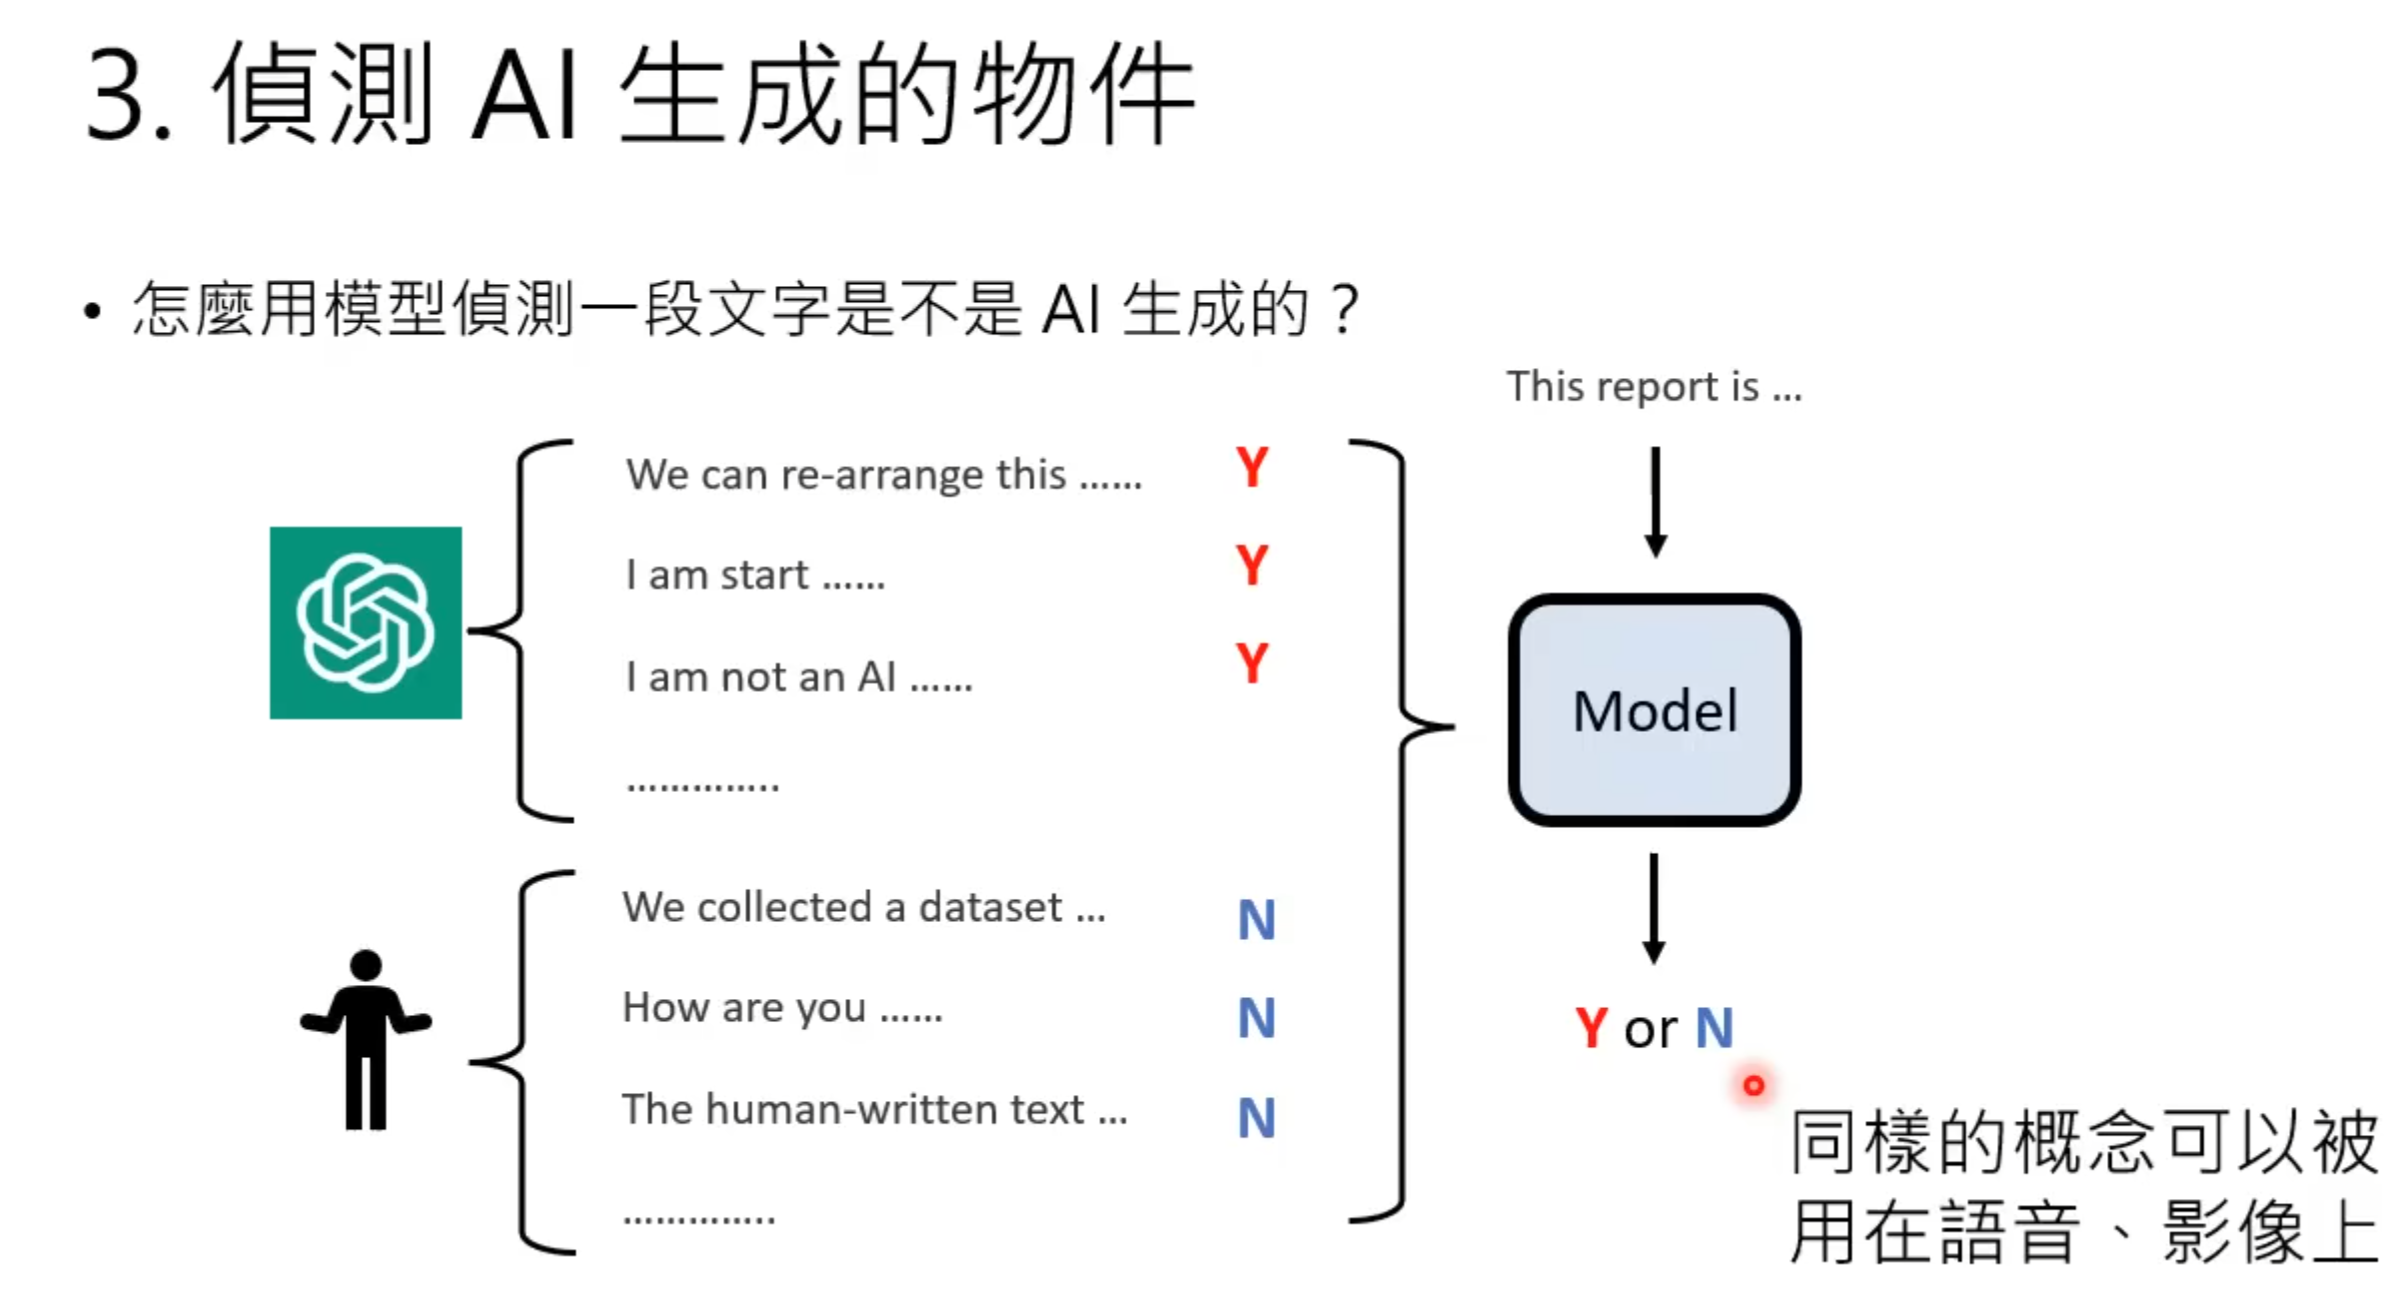 3. 偵測 AI 生成的物件
• 怎麼用模型偵測一段文字是不是 AI 生成的？
We can re-arrange this …… Y
I am start …… Y
I am not an AI …… Y
…………..
We collected a dataset … N
How are you …… N
The human-written text … N
…………..
This report is …
Model
Y or N
同樣的概念可以被
用在語音、影像上